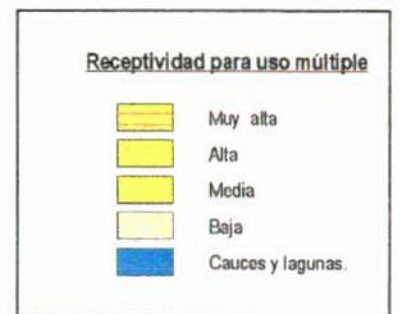 Receptividad para uso múltiple
Muy alta
Alta
Media
Baja
Cauces y lagunas.